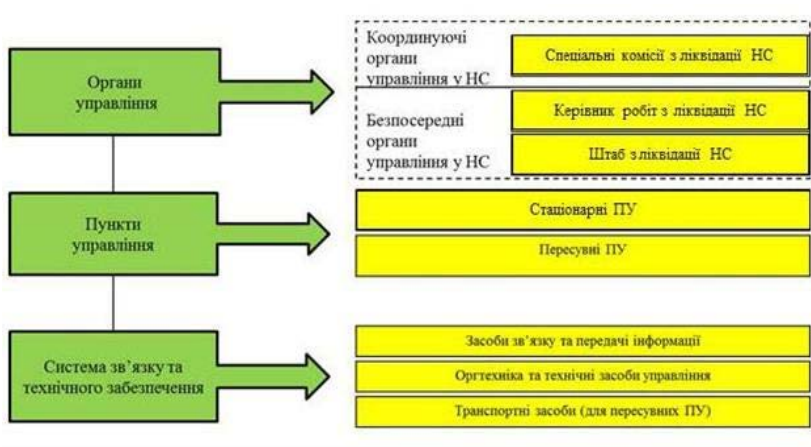 Органи
управління
Координуючі
органи
управління у НС
Спеціальні комісії з ліквідації НС
Безпосередні
органи
управління у НС
Керівник робіт з ліквідації НС
Штаб з ліквідації НС
Пункти
управління
Стаціонарні ПУ
Пересувні ПУ
Система зв’язку та
технічного забезпечення
Засоби зв’язку та передачі інформації
Оргтехніка та технічні засоби управління
Транспортні засоби (для пересувних ПУ)